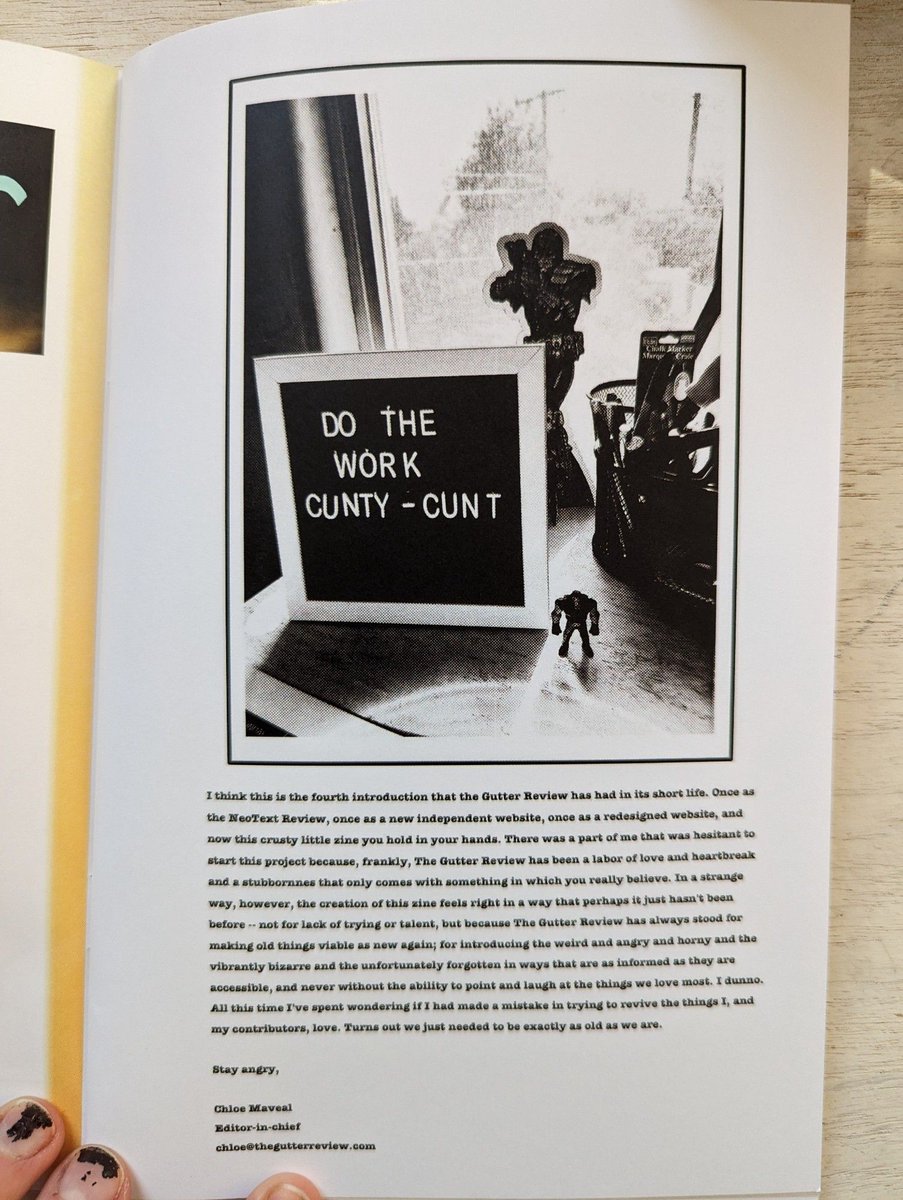 DO THE
WORK
CUNTY - CUNT
Chalk Marker
I think this is the fourth introduction that the Gutter Review has had in its short life. Once as
the NeoText Review, once as a new independent website, once as a redesigned website, and
now this crusty little zine you hold in your hands. There was a part of me that was hesitant to
start this project because, frankly, The Gutter Review has been a labor of love and heartbreak
and a stubbornnes that only comes with something in which you really believe. In a strange
way, however, the creation of this zine feels right in a way that perhaps it just hasn't been
before -- not for lack of trying or talent, but because The Gutter Review has always stood for
making old things viable as new again; for introducing the weird and angry and horny and the
vibrantly bizarre and the unfortunately forgotten in ways that are as informed as they are
accessible, and never without the ability to point and laugh at the things we love most. I dunno.
All this time I've spent wondering if I had made a mistake in trying to revive the things I, and
my contributors, love. Turns out we just needed to be exactly as old as we are.
Stay angry,
Chloe Maveal
Editor-in-chief
chloe@thegutterreview.com